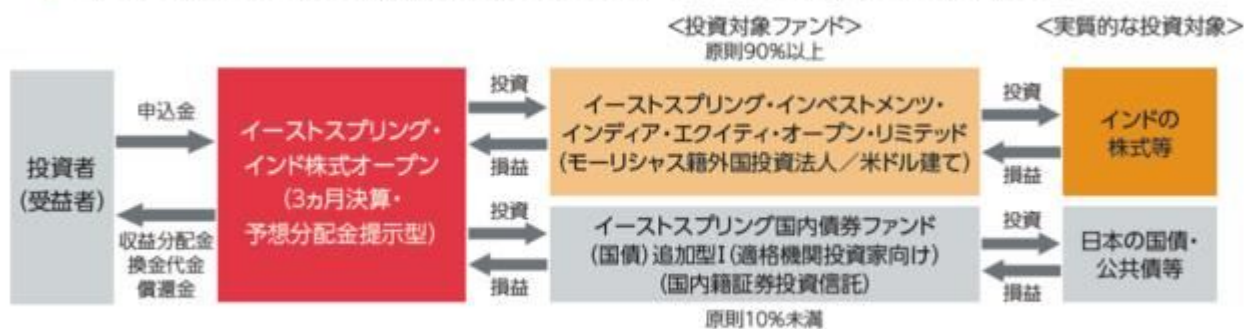 <投資対象ファンド>
原則90%以上
<実質的な投資対象>
投資者
(受益者)
申込金
収益分配金
換金代金
償還金
イーストスプリング・
インド株式オープン
(3ヵ月決算・
予想分配金提示型)
投資
損益
投資
損益
イーストスプリング・インベストメンツ・
インディア・エクイティ・オープン・リミテッド
(モーリシャス籍外国投資法人/米ドル建て)
イーストスプリング国内債券ファンド
(国債)追加型I(適格機関投資家向け)
(国内籍証券投資信託)
原則10%未満
投資
損益
投資
損益
インドの
株式等
日本の国債・
公共債等